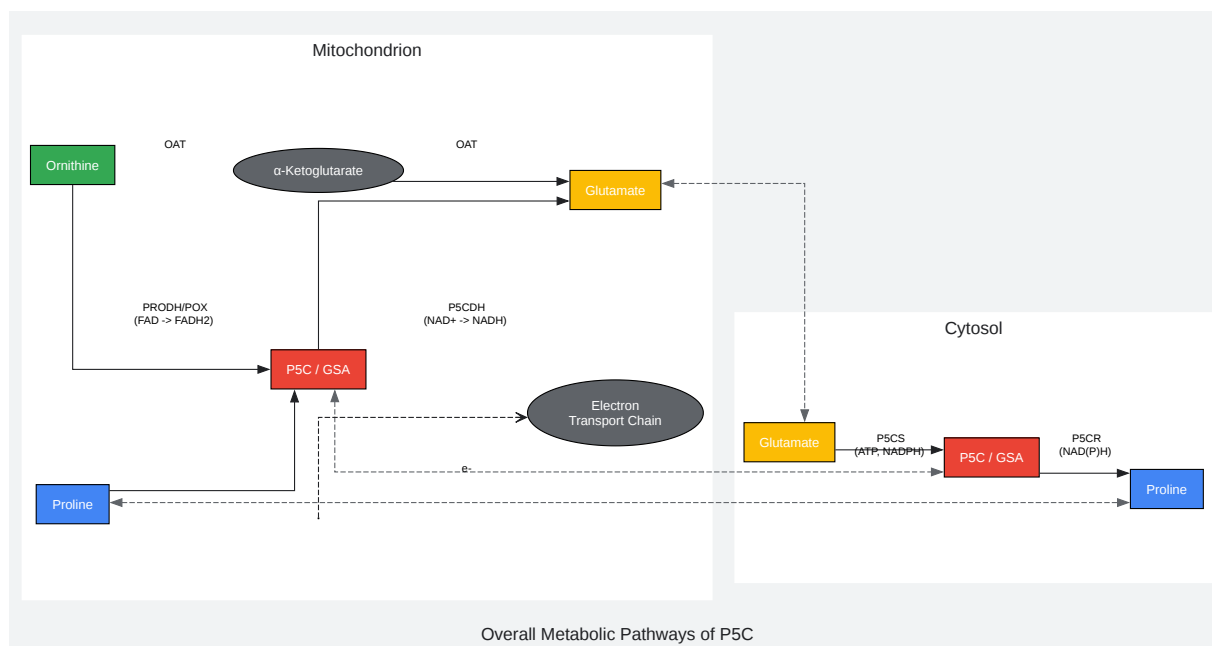 Mitochondrion
OAT
OAT
Ornithine
α-Ketoglutarate
Glutamate
PRODH/POX
(FAD -> FADH2)
P5CDH
(NAD+ -> NADH)
P5C / GSA
Electron
Transport Chain
e-
Proline
Cytosol
Glutamate
P5CS
(ATP, NADPH)
P5C / GSA
P5CR
(NAD(P)H)
Proline
Overall Metabolic Pathways of P5C